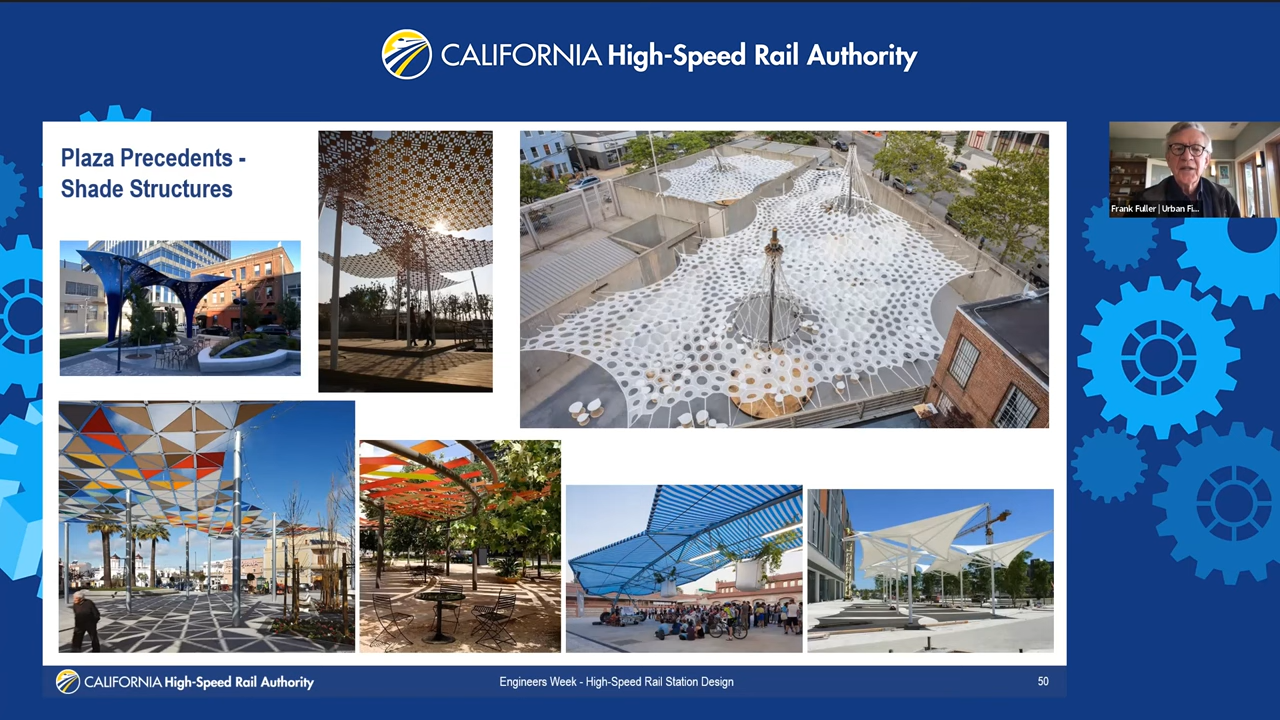 CALIFORNIA High-Speed Rail Authority
Plaza Precedents -
Shade Structures
Frank Fuller | Urban Fi...
CALIFORNIA High-Speed Rail Authority
Engineers Week - High-Speed Rail Station Design
50